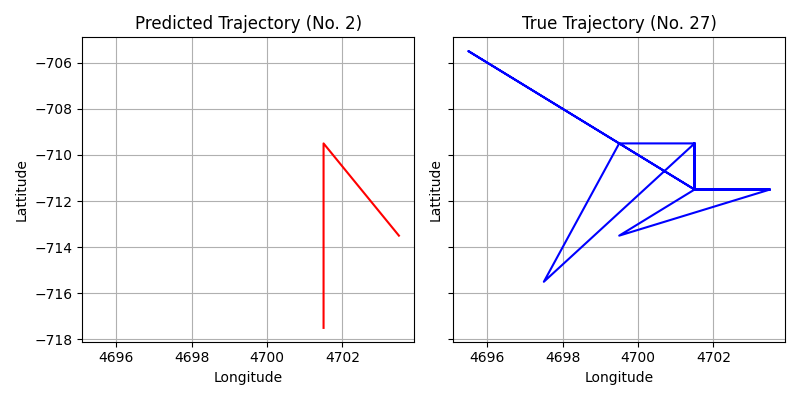 Predicted Trajectory (No. 2)
True Trajectory (No. 27)
Lattitude
−706
−708
−710
−712
−714
−716
−718
4696
4698
4700
4702
Longitude
Lattitude
4696
4698
4700
4702
Longitude